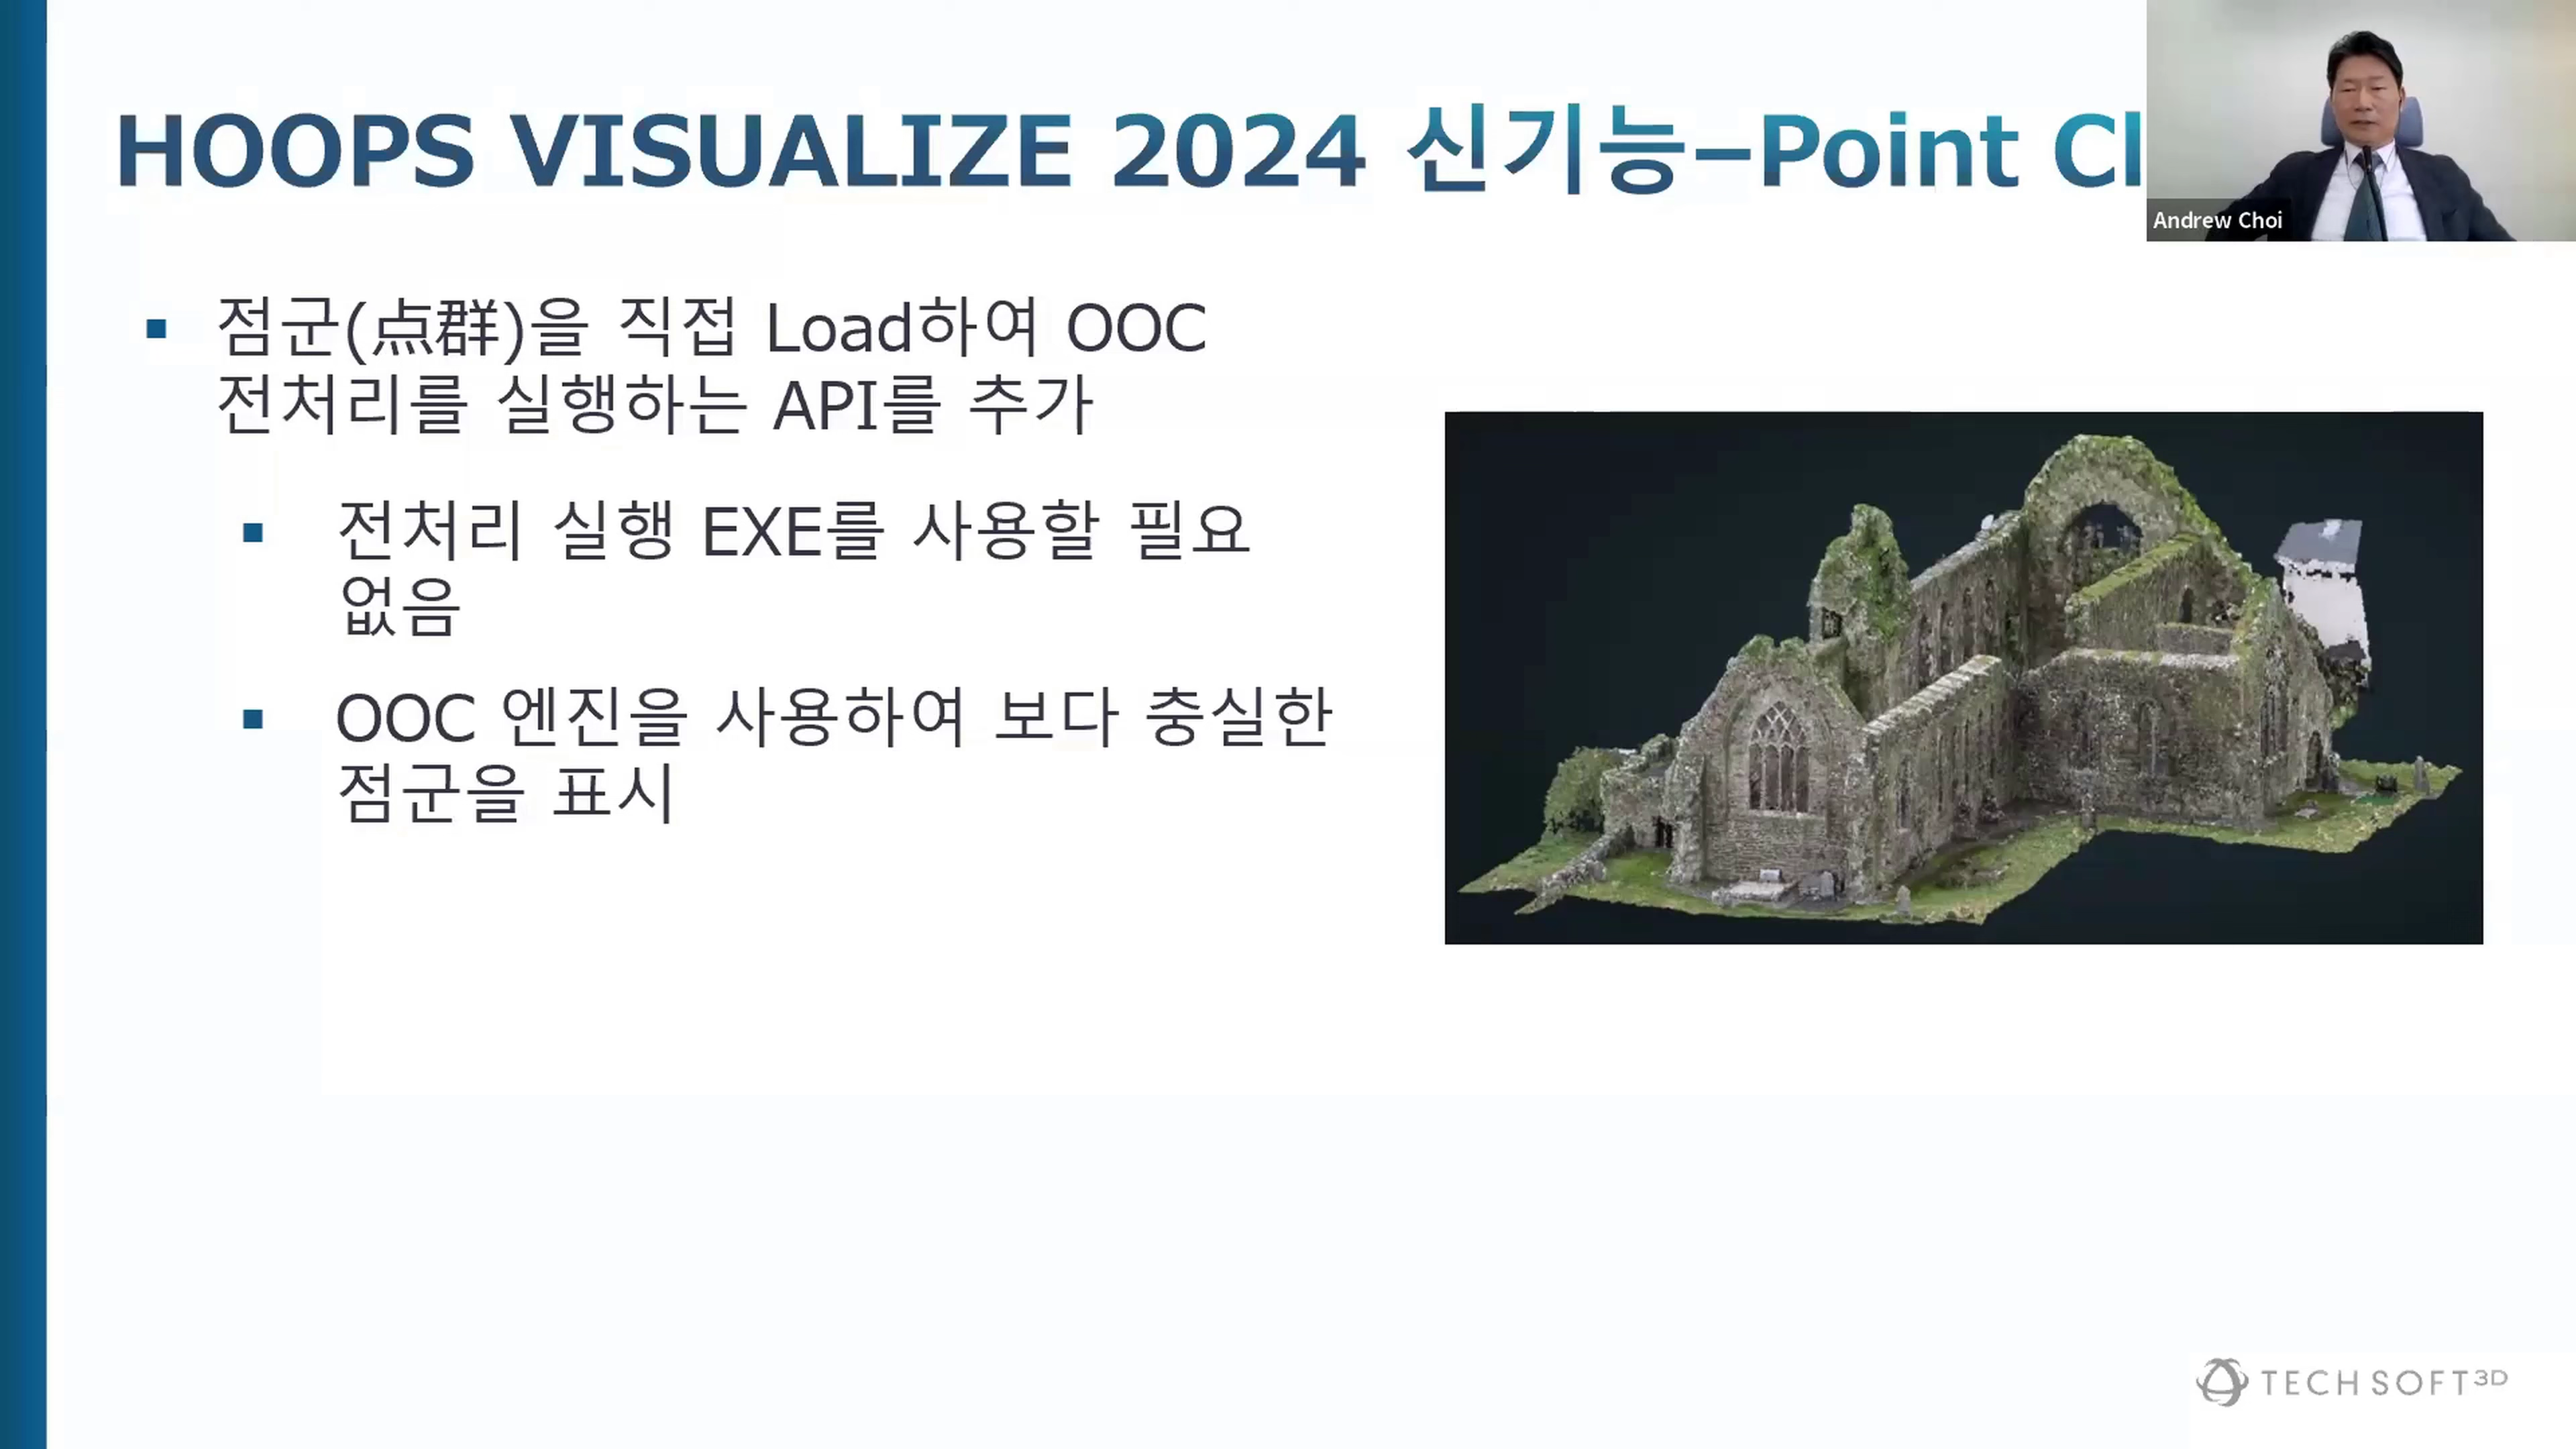 HOOPS VISUALIZE 2024 신기능–Point Cl
Andrew Choi
점군(点群)을 직접 Load하여 OOC
전처리를 실행하는 API를 추가
전처리 실행 EXE를 사용할 필요
없음
OOC 엔진을 사용하여 보다 충실한
점군을 표시
TECH SOFT 3D